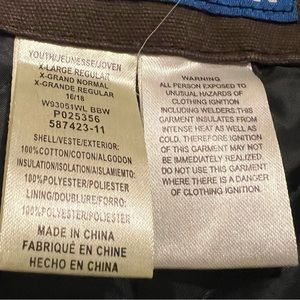 YOUTH/JEUNESSE/JOVEN
X-LARGE REGULAR
X-GRAND NORMAL
X-GRANDE REGULAR
16/18
W93051WL BBW
P025356
587423-11
SHELL/VESTE/EXTERIOR:
100%COTTON/COTON/ALGODON
INSULATION/ISOLATION/AISLAMIENTO:
100%POLYESTER/POLIESTER
LINING/DOUBLURE/FORRO:
100%POLYESTER/POLIESTER
MADE IN CHINA
FABRIQUÉ EN CHINE
HECHO EN CHINA
WARNING
ALL PERSON EXPOSED TO
UNUSUAL HAZARDS OF
CLOTHING IGNITION
INCLUDING WELDERS:THIS
GARMENT INSULATES FROM
INTENSE HEAT AS WELL AS
COLD. THEREFORE IGNITION
OF THIS GARMENT MAY NOT
BE IMMEDIATELY REALIZED.
DO NOT USE THIS GARMENT
WHERE THERE IS A DANGER
OF CLOTHING IGNITION.